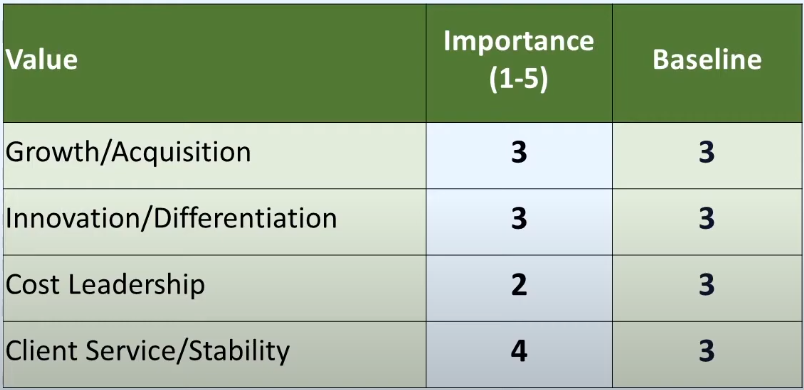 Value Importance (1-5) Baseline
Growth/Acquisition 3 3
Innovation/Differentiation 3 3
Cost Leadership 2 3
Client Service/Stability 4 3